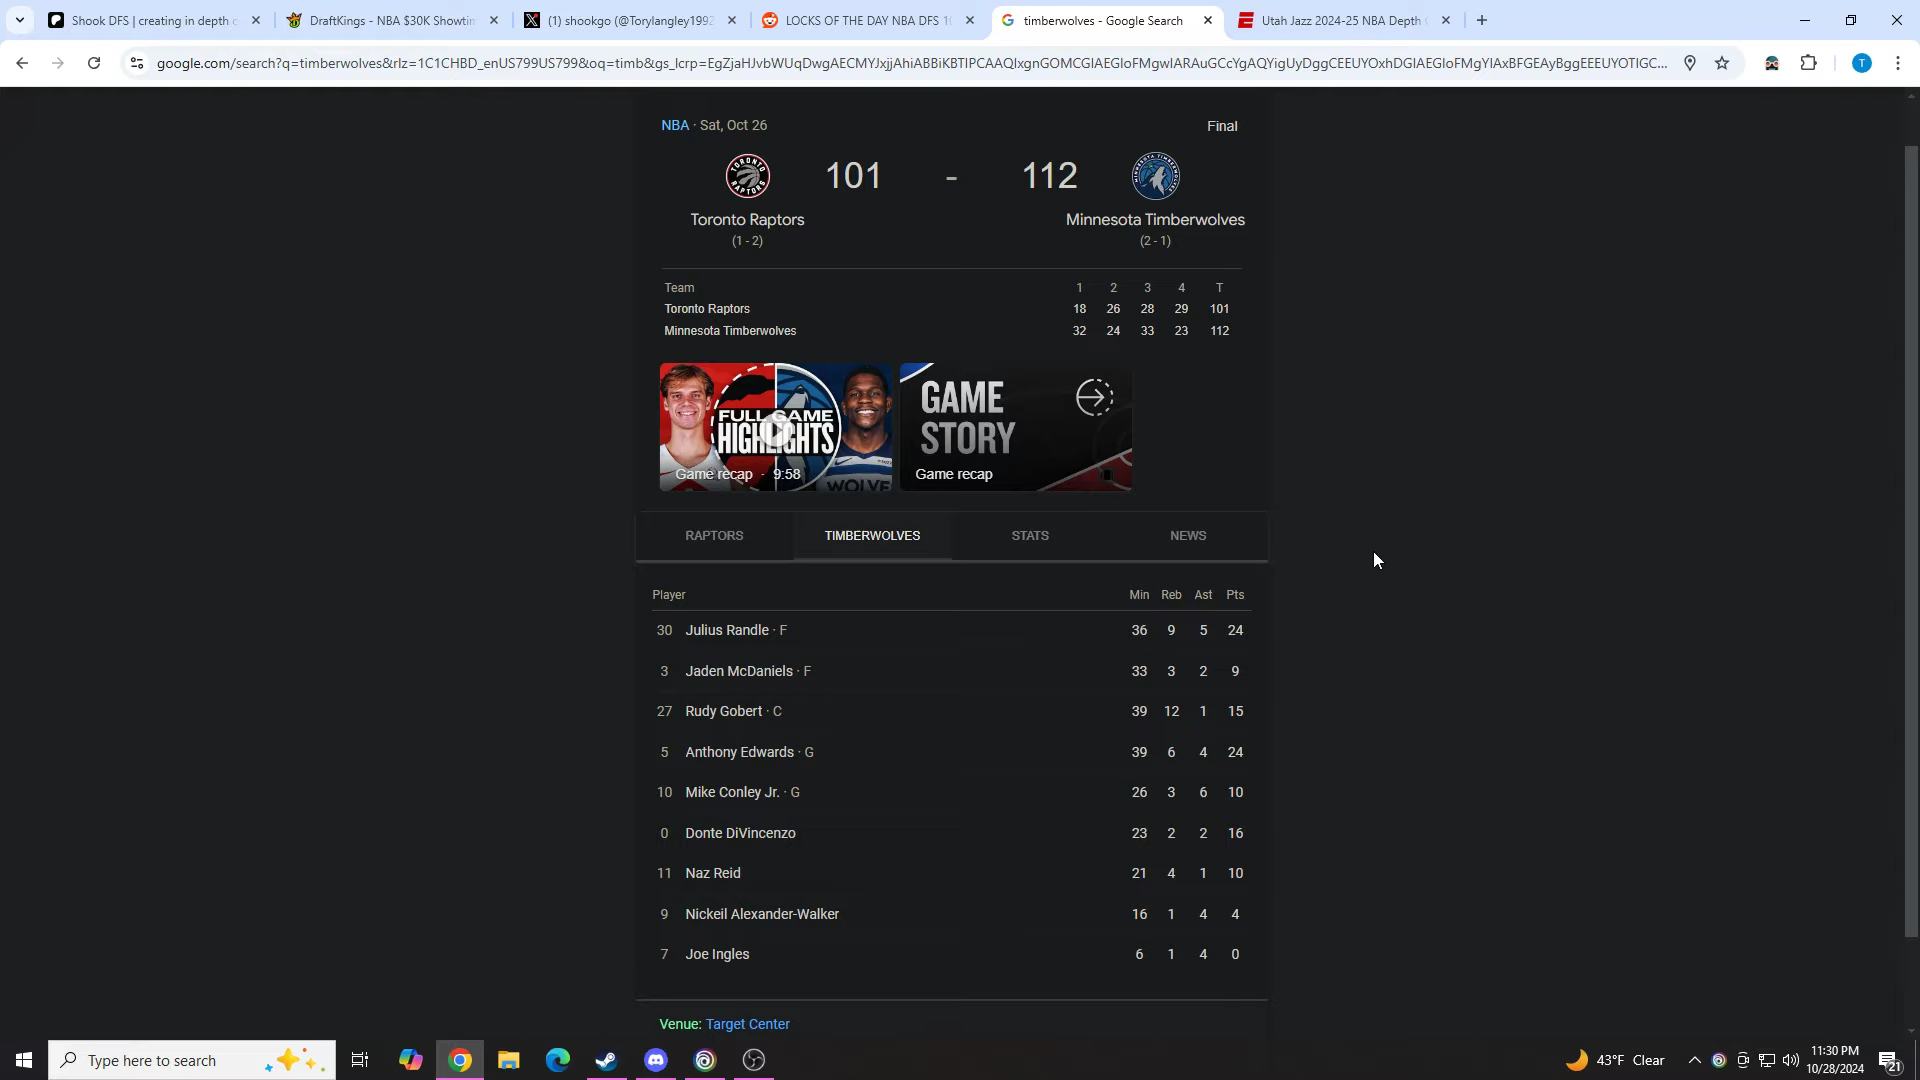 Shook DFS | creating in depth
DraftKings - NBA $30K Showtin
(1) shookgo (@Torylangley1992
LOCKS OF THE DAY NBA DFS 1
timberwolves - Google Search
Utah Jazz 2024-25 NBA Depth
google.com/search?q=timberwolves&rlz=1C1CHBD_enUS799US799&oq=timb&gs_lcrp=EgZjaHJvbWUqDwgAECMYJxjjAhiABBiKBTIPCAAQIxgnGOMCGIAEGIoFMgwIARAuGCcYgAQYigUyDggCEEUYOxhDGIAEGIoFMgYIAxBFGEAyBggEEEUYOTIGC...
T
NBA · Sat, Oct 26
Final
TORONTO
RAPTORS
101 - 112
Toronto Raptors
(1 - 2)
Minnesota Timberwolves
(2 - 1)
Team 1 2 3 4 T
Toronto Raptors 18 26 28 29 101
Minnesota Timberwolves 32 24 33 23 112
FULL GAME
HIGHLIGHTS
WOLVE
Game recap · 9:58
GAME
STORY
Game recap
RAPTORS TIMBERWOLVES STATS NEWS
Player Min Reb Ast Pts
30 Julius Randle · F 36 9 5 24
3 Jaden McDaniels · F 33 3 2 9
27 Rudy Gobert · C 39 12 1 15
5 Anthony Edwards · G 39 6 4 24
10 Mike Conley Jr. · G 26 3 6 10
0 Donte DiVincenzo 23 2 2 16
11 Naz Reid 21 4 1 10
9 Nickeil Alexander-Walker 16 1 4 4
7 Joe Ingles 6 1 4 0
Venue: Target Center
Type here to search
43°F Clear
11:30 PM
10/28/2024
21